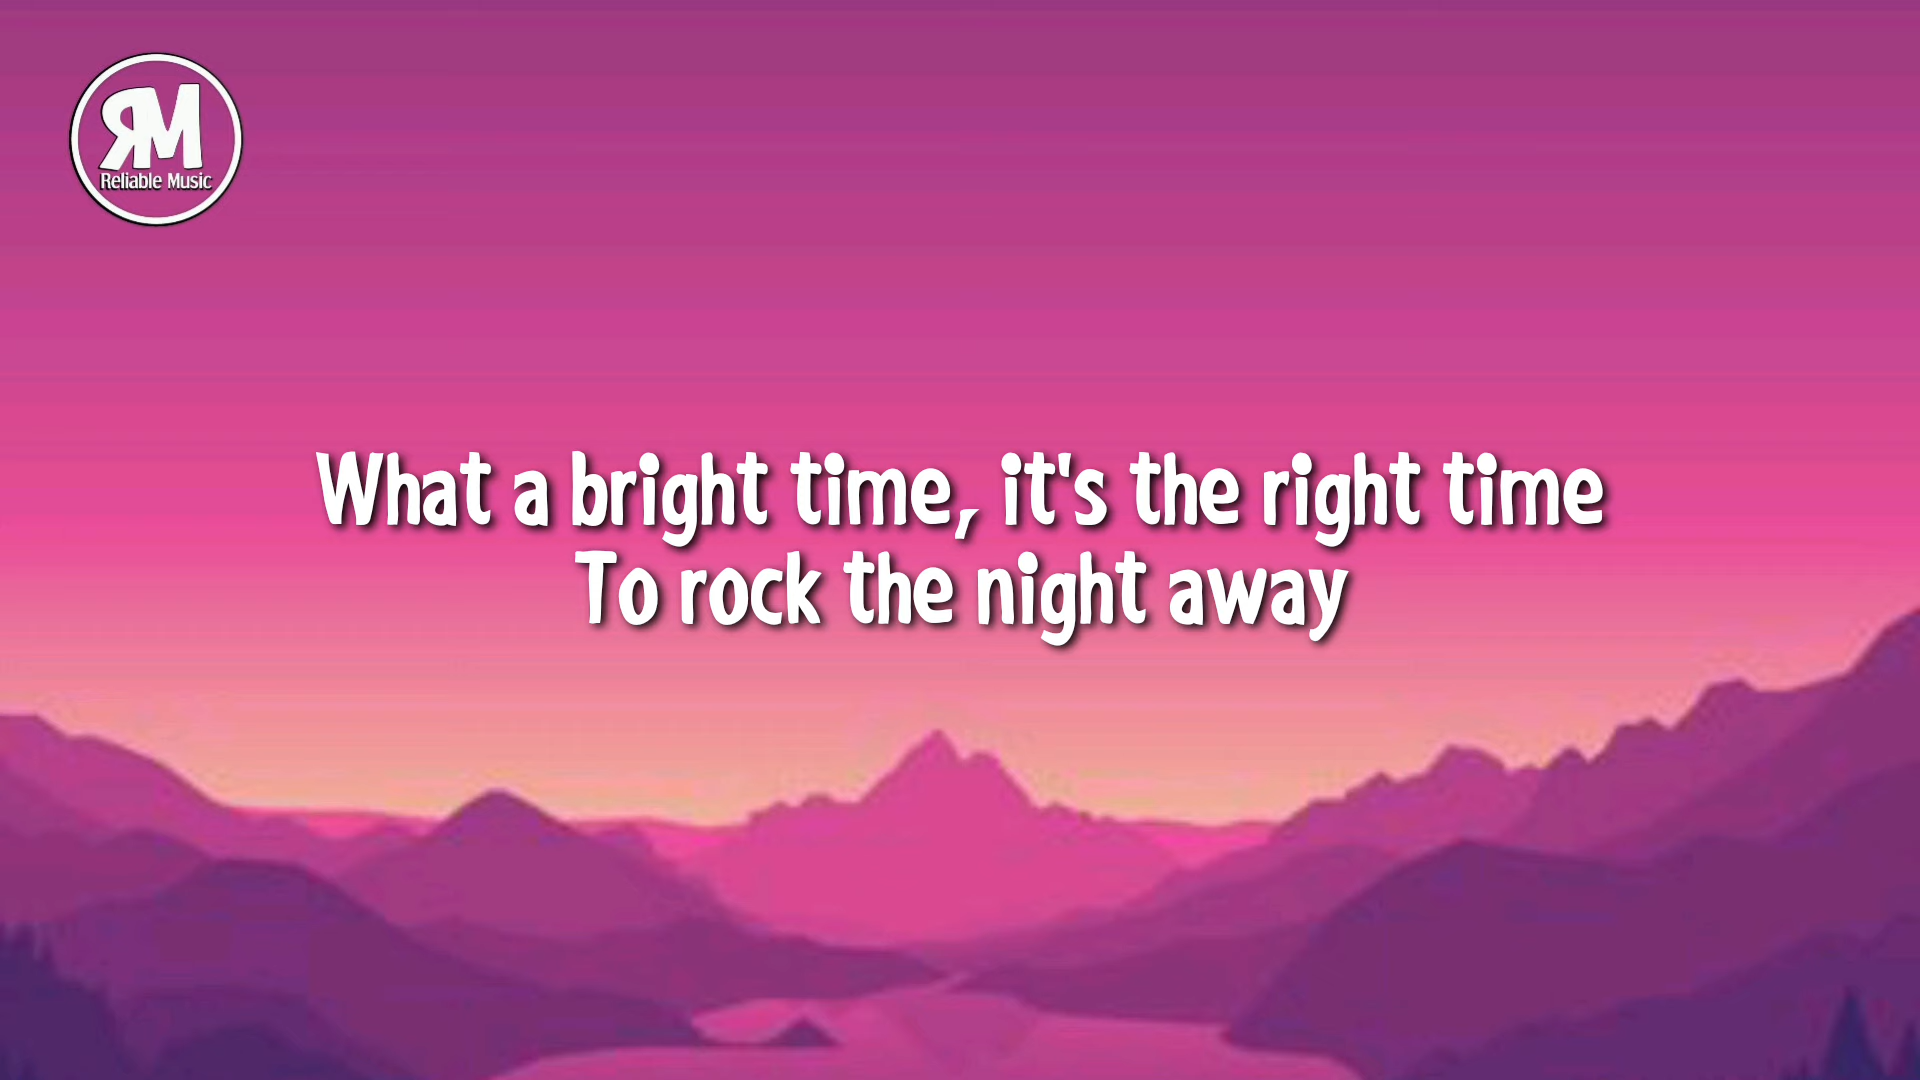 RM
Reliable Music
What a bright time, it's the right time
To rock the night away